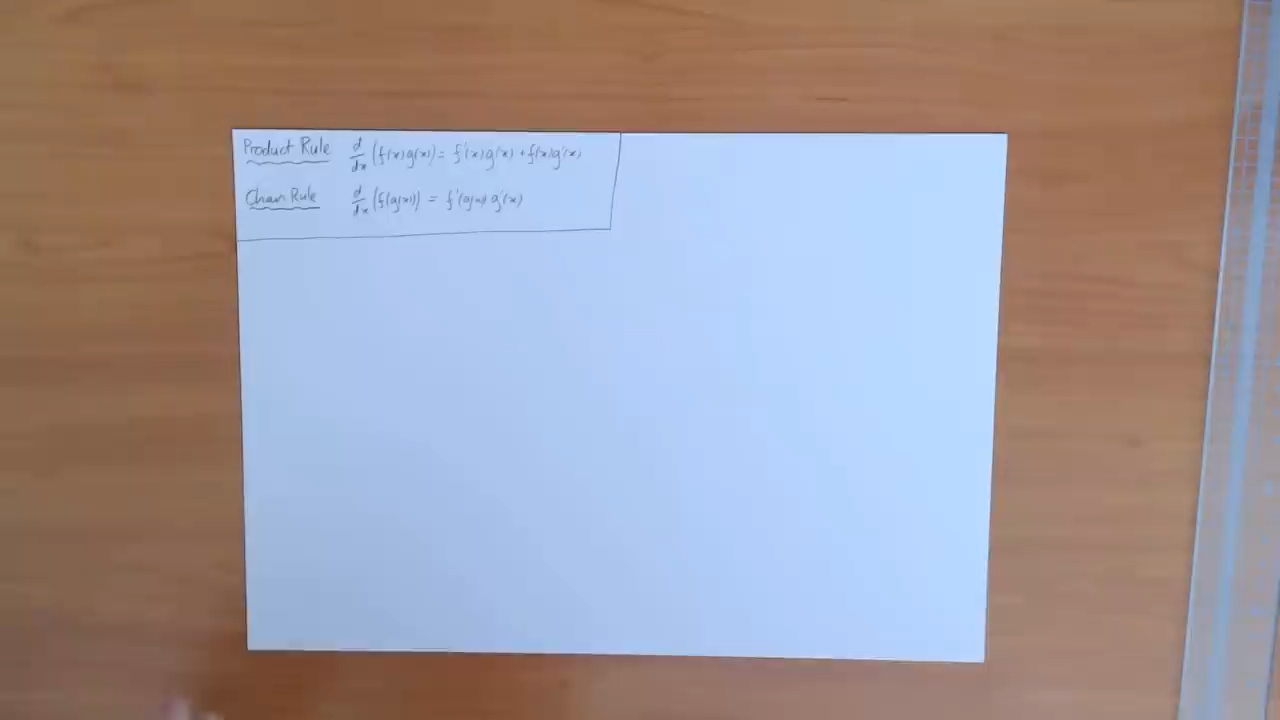 Product Rule d/dx (f(x)g(x)) = f'(x)g(x) + f(x)g'(x)
Chain Rule d/dx (f(g(x))) = f'(g(x)) g'(x)